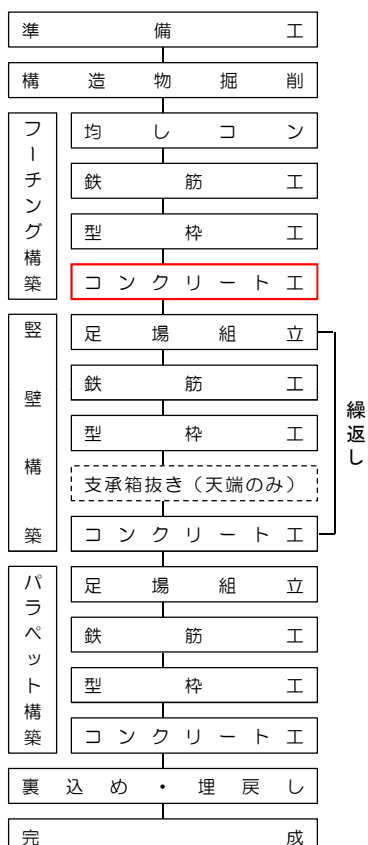 準備工
構造物掘削
フーチング構築
均しコン
鉄筋工
型枠工
コンクリート工
竪壁構築
足場組立
鉄筋工
型枠工
支承箱抜き（天端のみ）
コンクリート工
繰返し
パラペット構築
足場組立
鉄筋工
型枠工
コンクリート工
裏込め・埋戻し
完成